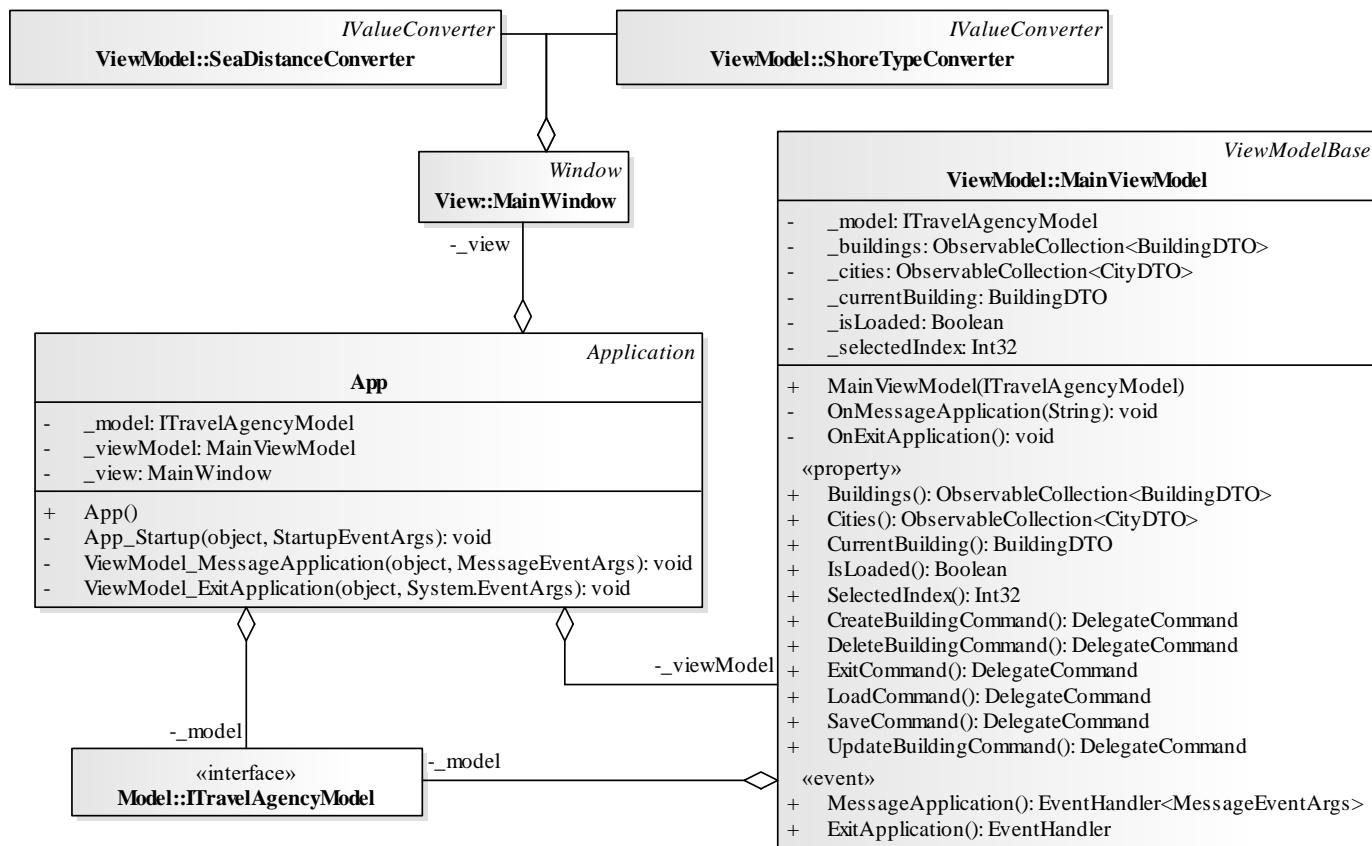 IValueConverter
ViewModel::SeaDistanceConverter
IValueConverter
ViewModel::ShoreTypeConverter
Window
View::MainWindow
-_view
Application
App
- _model: ITravelAgencyModel
- _viewModel: MainViewModel
- _view: MainWindow
+ App()
- App_Startup(object, StartupEventArgs): void
- ViewModel_MessageApplication(object, MessageEventArgs): void
- ViewModel_ExitApplication(object, System.EventArgs): void
-_viewModel
-_model
«interface»
Model::ITravelAgencyModel
-_model
ViewModelBase
ViewModel::MainViewModel
- _model: ITravelAgencyModel
- _buildings: ObservableCollection<BuildingDTO>
- _cities: ObservableCollection<CityDTO>
- _currentBuilding: BuildingDTO
- _isLoaded: Boolean
- _selectedIndex: Int32
+ MainViewModel(ITravelAgencyModel)
- OnMessageApplication(String): void
- OnExitApplication(): void
«property»
+ Buildings(): ObservableCollection<BuildingDTO>
+ Cities(): ObservableCollection<CityDTO>
+ CurrentBuilding(): BuildingDTO
+ IsLoaded(): Boolean
+ SelectedIndex(): Int32
+ CreateBuildingCommand(): DelegateCommand
+ DeleteBuildingCommand(): DelegateCommand
+ ExitCommand(): DelegateCommand
+ LoadCommand(): DelegateCommand
+ SaveCommand(): DelegateCommand
+ UpdateBuildingCommand(): DelegateCommand
«event»
+ MessageApplication(): EventHandler<MessageEventArgs>
+ ExitApplication(): EventHandler